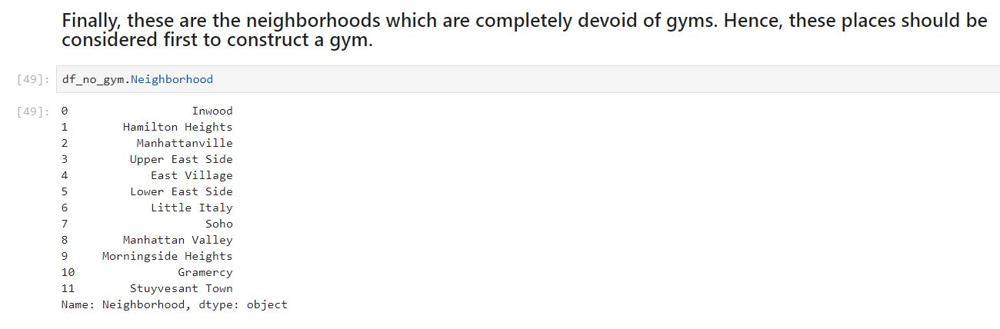 Finally, these are the neighborhoods which are completely devoid of gyms. Hence, these places should be
considered first to construct a gym.
[49]: df_no_gym.Neighborhood
[49]: 0 Inwood
1 Hamilton Heights
2 Manhattanville
3 Upper East Side
4 East Village
5 Lower East Side
6 Little Italy
7 Soho
8 Manhattan Valley
9 Morningside Heights
10 Gramercy
11 Stuyvesant Town
Name: Neighborhood, dtype: object